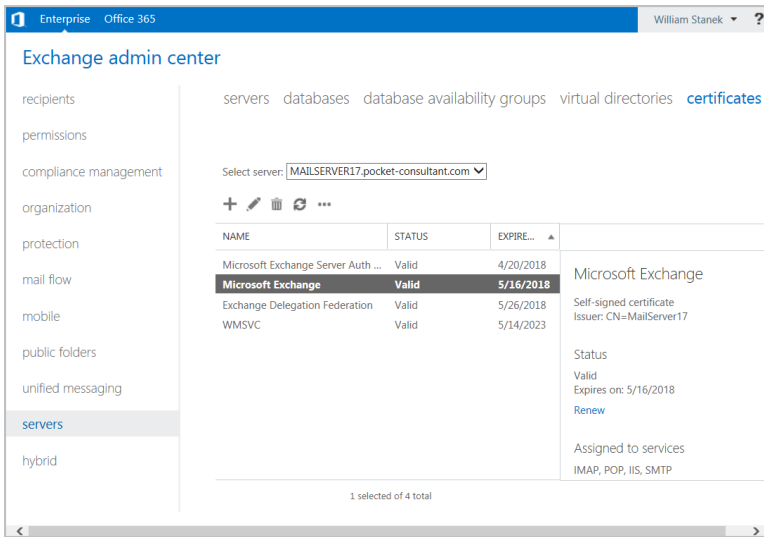 Enterprise Office 365 William Stanek ?
Exchange admin center
recipients
permissions
compliance management
organization
protection
mail flow
mobile
public folders
unified messaging
servers
hybrid
servers databases database availability groups virtual directories certificates
Select server: MAILSERVER17.pocket-consultant.com
NAME STATUS EXPIRE...
Microsoft Exchange Server Auth ... Valid 4/20/2018
Microsoft Exchange Valid 5/16/2018
Exchange Delegation Federation Valid 5/26/2018
WMSVC Valid 5/14/2023
Microsoft Exchange
Self-signed certificate
Issuer: CN=MailServer17
Status
Valid
Expires on: 5/16/2018
Renew
Assigned to services
IMAP, POP, IIS, SMTP
1 selected of 4 total